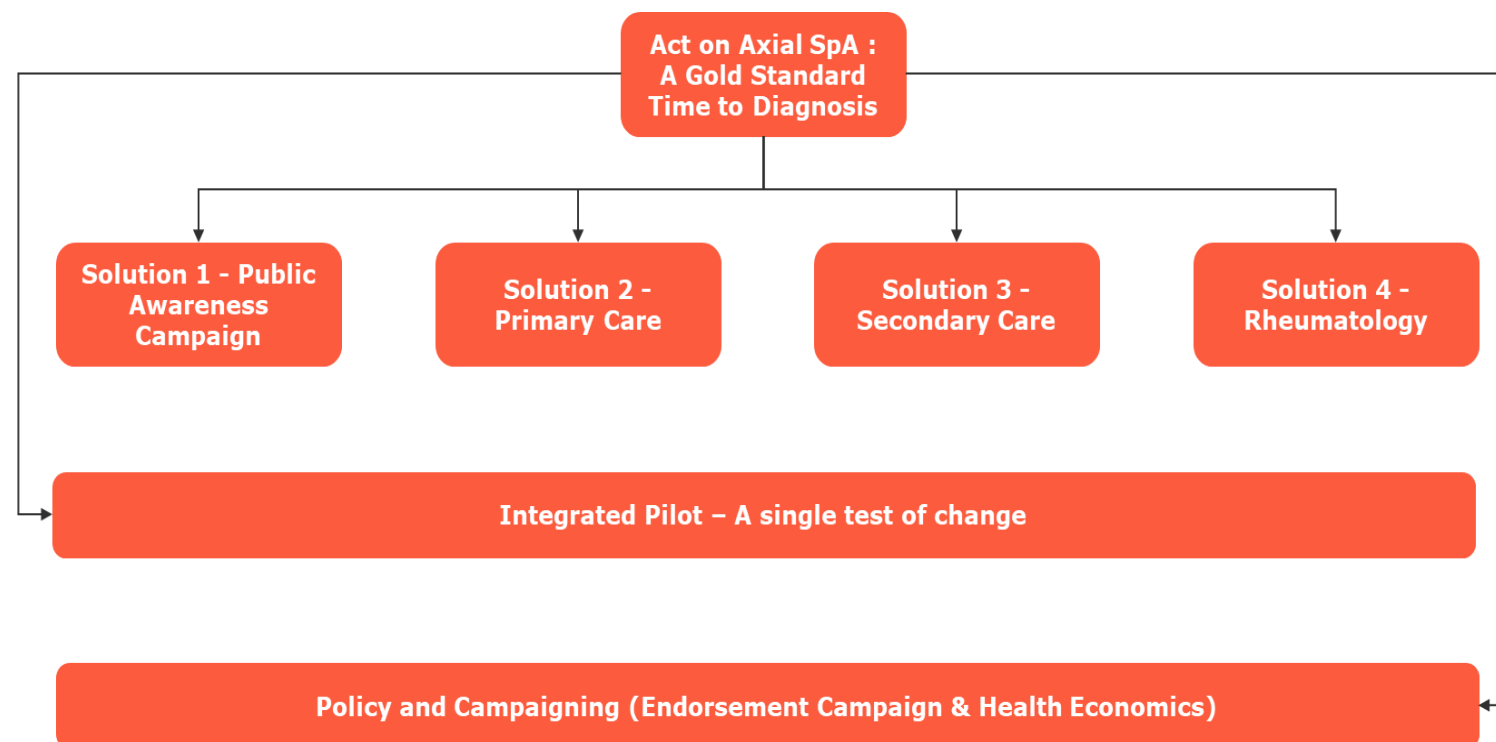 Act on Axial SpA :
A Gold Standard
Time to Diagnosis
Solution 1 - Public
Awareness
Campaign
Solution 2 -
Primary Care
Solution 3 -
Secondary Care
Solution 4 -
Rheumatology
Integrated Pilot – A single test of change
Policy and Campaigning (Endorsement Campaign & Health Economics)